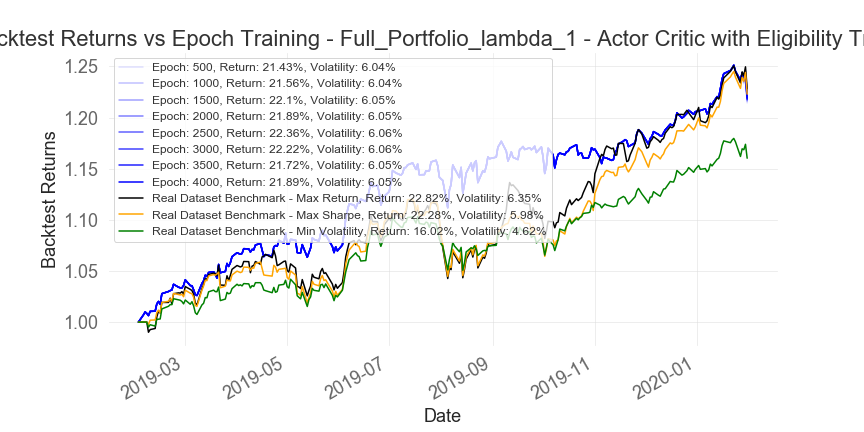 cktest Returns vs Epoch Training - Full_Portfolio_lambda_1 - Actor Critic with Eligibility Tr
Epoch: 500, Return: 21.43%, Volatility: 6.04%
Epoch: 1000, Return: 21.56%, Volatility: 6.04%
Epoch: 1500, Return: 22.1%, Volatility: 6.05%
Epoch: 2000, Return: 21.89%, Volatility: 6.05%
Epoch: 2500, Return: 22.36%, Volatility: 6.06%
Epoch: 3000, Return: 22.22%, Volatility: 6.06%
Epoch: 3500, Return: 21.72%, Volatility: 6.05%
Epoch: 4000, Return: 21.89%, Volatility: 6.05%
Real Dataset Benchmark - Max Return, Return: 22.82%, Volatility: 6.35%
Real Dataset Benchmark - Max Sharpe, Return: 22.28%, Volatility: 5.98%
Real Dataset Benchmark - Min Volatility, Return: 16.02%, Volatility: 4.62%
Backtest Returns
1.25
1.20
1.15
1.10
1.05
1.00
2019-03
2019-05
2019-07
2019-09
2019-11
2020-01
Date